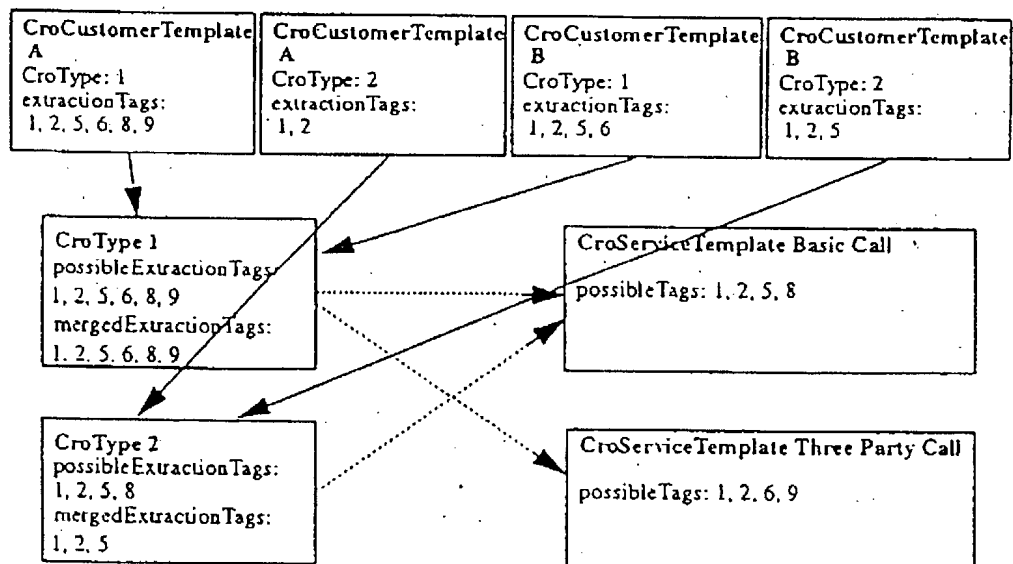 CroCustomerTemplate
A
CroType: 1
extractionTags:
1, 2, 5, 6, 8, 9
CroCustomerTemplate
A
CroType: 2
extractionTags:
1, 2
CroCustomerTemplate
B
CroType: 1
extractionTags:
1, 2, 5, 6
CroCustomerTemplate
B
CroType: 2
extractionTags:
1, 2, 5
CroType 1
possibleExtractionTags:
1, 2, 5, 6, 8, 9
mergedExtractionTags:
1, 2, 5, 6, 8, 9
CroServiceTemplate Basic Call
possibleTags: 1, 2, 5, 8
CroType 2
possibleExtractionTags:
1, 2, 5, 8
mergedExtractionTags:
1, 2, 5
CroServiceTemplate Three Party Call
possibleTags: 1, 2, 6, 9